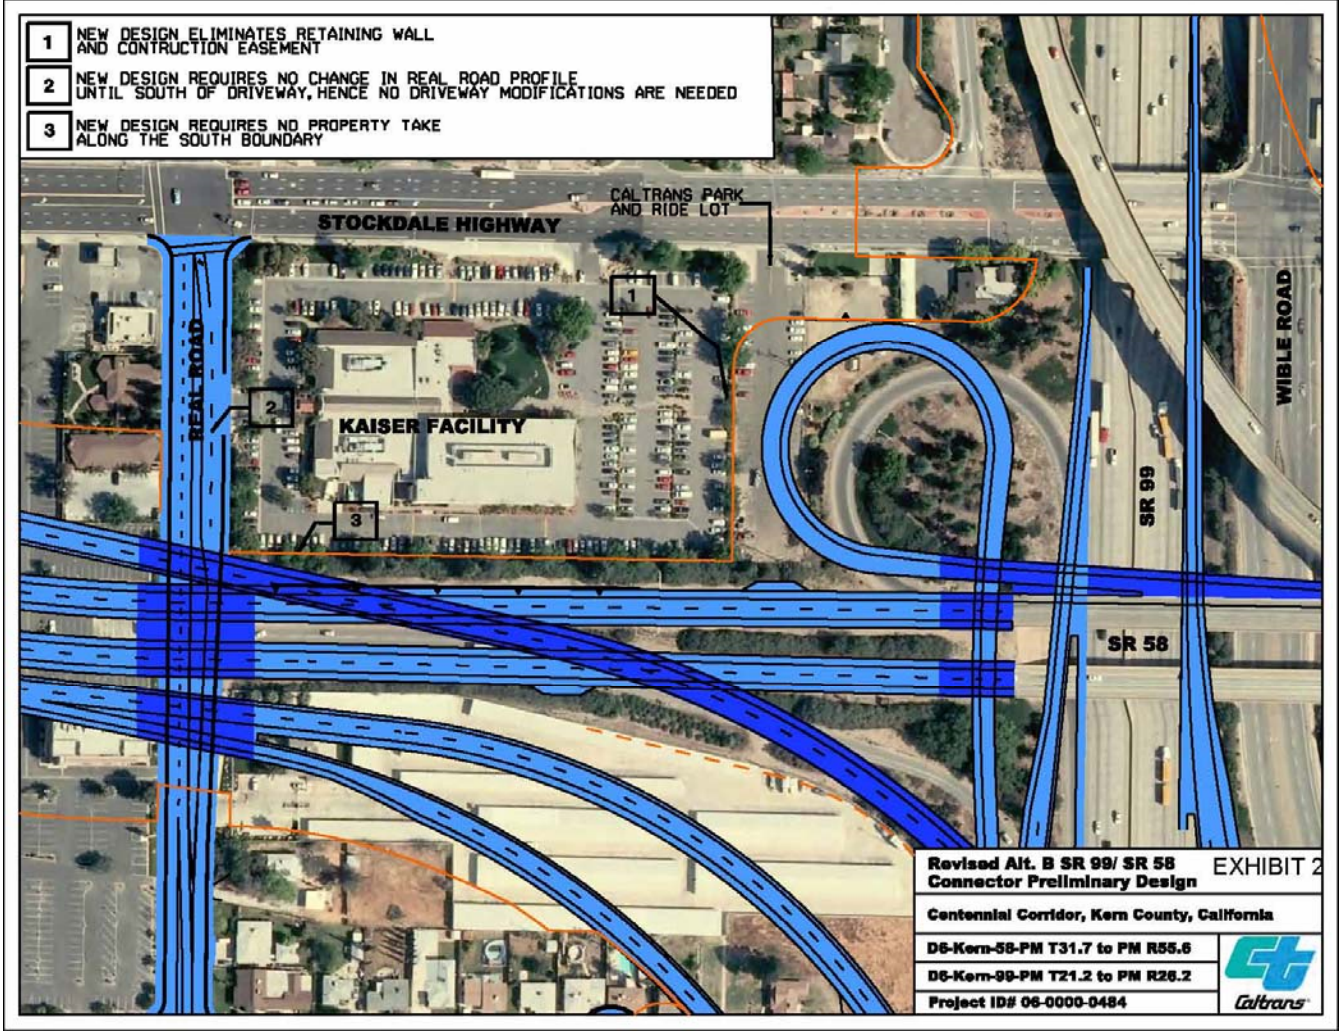 1 NEW DESIGN ELIMINATES RETAINING WALL
AND CONTRUCTION EASEMENT
2 NEW DESIGN REQUIRES NO CHANGE IN REAL ROAD PROFILE
UNTIL SOUTH OF DRIVEWAY, HENCE NO DRIVEWAY MODIFICATIONS ARE NEEDED
3 NEW DESIGN REQUIRES NO PROPERTY TAKE
ALONG THE SOUTH BOUNDARY
CALTRANS PARK
AND RIDE LOT
STOCKDALE HIGHWAY
1
WIBLE ROAD
REAL ROAD
2
KAISER FACILITY
SR 99
3
SR 58
Revised Alt. B SR 99/ SR 58
Connector Preliminary Design
EXHIBIT 2
Centennial Corridor, Kern County, California
D6-Kern-58-PM T31.7 to PM R55.6
D6-Kern-99-PM T21.2 to PM R26.2
Project ID# 06-0000-0484
ct
Caltrans